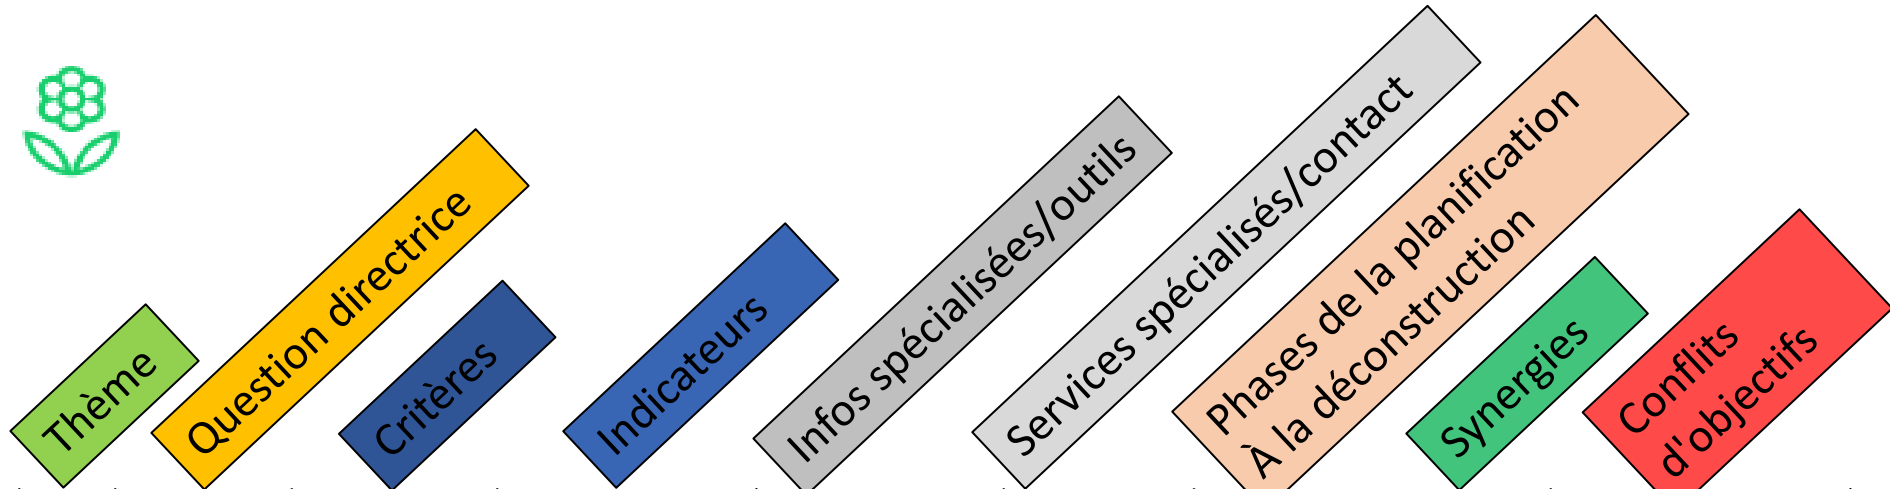 Thème
Question directrice
Critères
Indicateurs
Infos spécialisées/outils
Services spécialisés/contact
Phases de la planification
À la déconstruction
Synergies
Conflits
d'objectifs